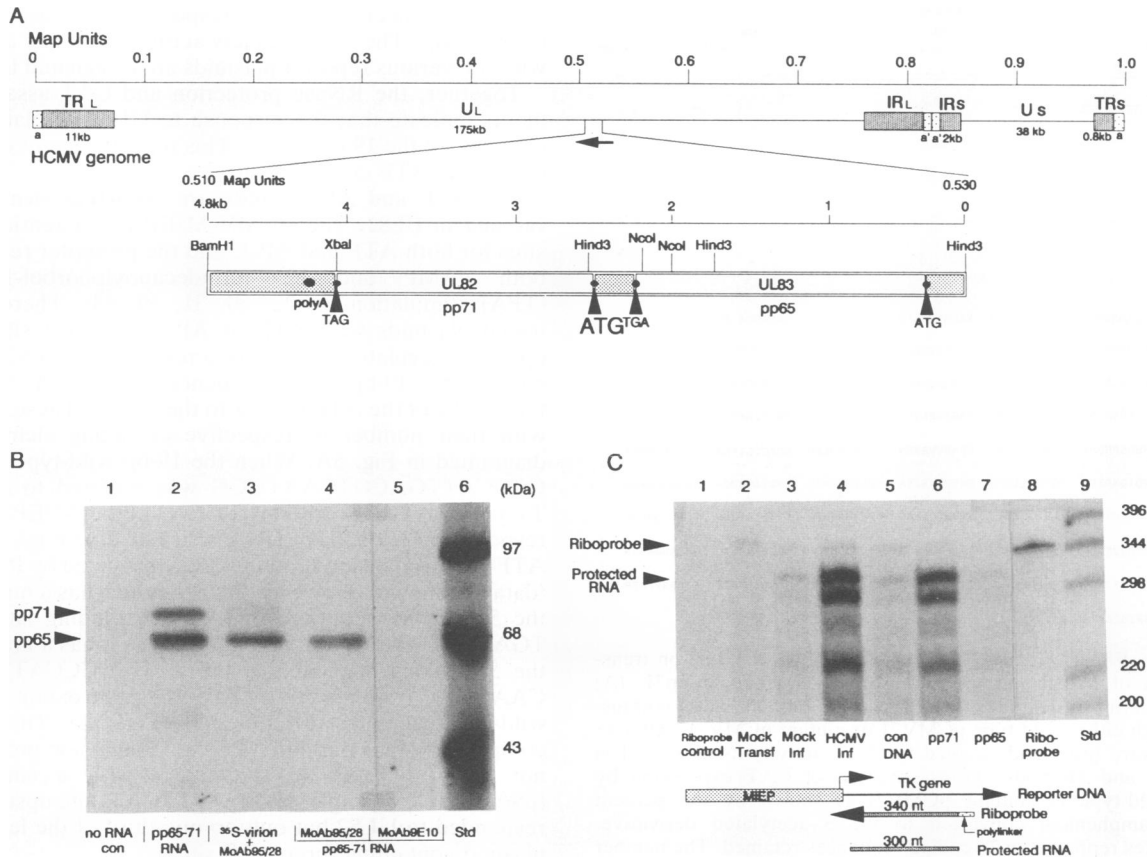 A
Map Units
0 0.1 0.2 0.3 0.4 0.5 0.6 0.7 0.8 0.9 1.0
TR L UL IRL IRs U s TRs
a 11kb 175kb a' a' 2kb 38 kb 0.8kb a
HCMV genome
0.510 Map Units 0.530
4.8kb 4 3 2 1 0
BamH1 XbaI Hind3 NcoI NcoI Hind3 Hind3
UL82 UL83
polyA pp71 pp65
TAG ATG TGA ATG
B
1 2 3 4 5 6 (kDa)
97
pp71
pp65 68
43
no RNA con
pp65-71 RNA
35S-virion + MoAb95/28
MoAb95/28 MoAb9E10
pp65-71 RNA
Std
C
1 2 3 4 5 6 7 8 9
396
Riboprobe 344
Protected RNA 298
220
200
Riboprobe control
Mock Transf
Mock Inf
HCMV Inf
con DNA
pp71
pp65
Ribo-probe
Std
TK gene
MIEP Reporter DNA
340 nt Riboprobe
polylinker
300 nt Protected RNA